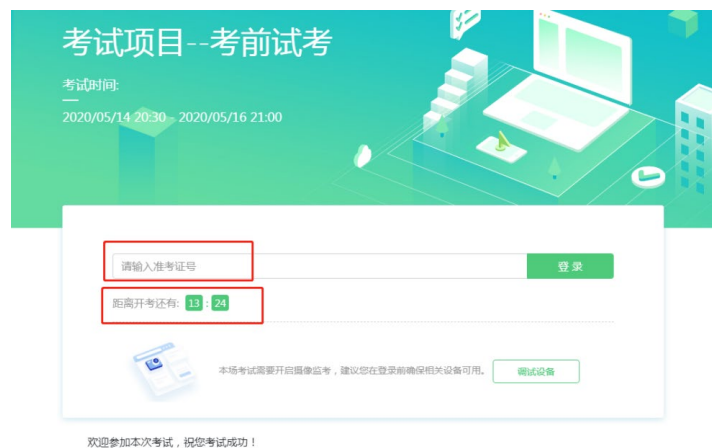 考试项目--考前试考
考试时间:
2020/05/14 20:30 - 2020/05/16 21:00
请输入准考证号
登 录
距离开考还有: 13 : 24
本场考试需要开启摄像监考，建议您在登录前确保相关设备可用。
调试设备
欢迎参加本次考试，祝您考试成功！